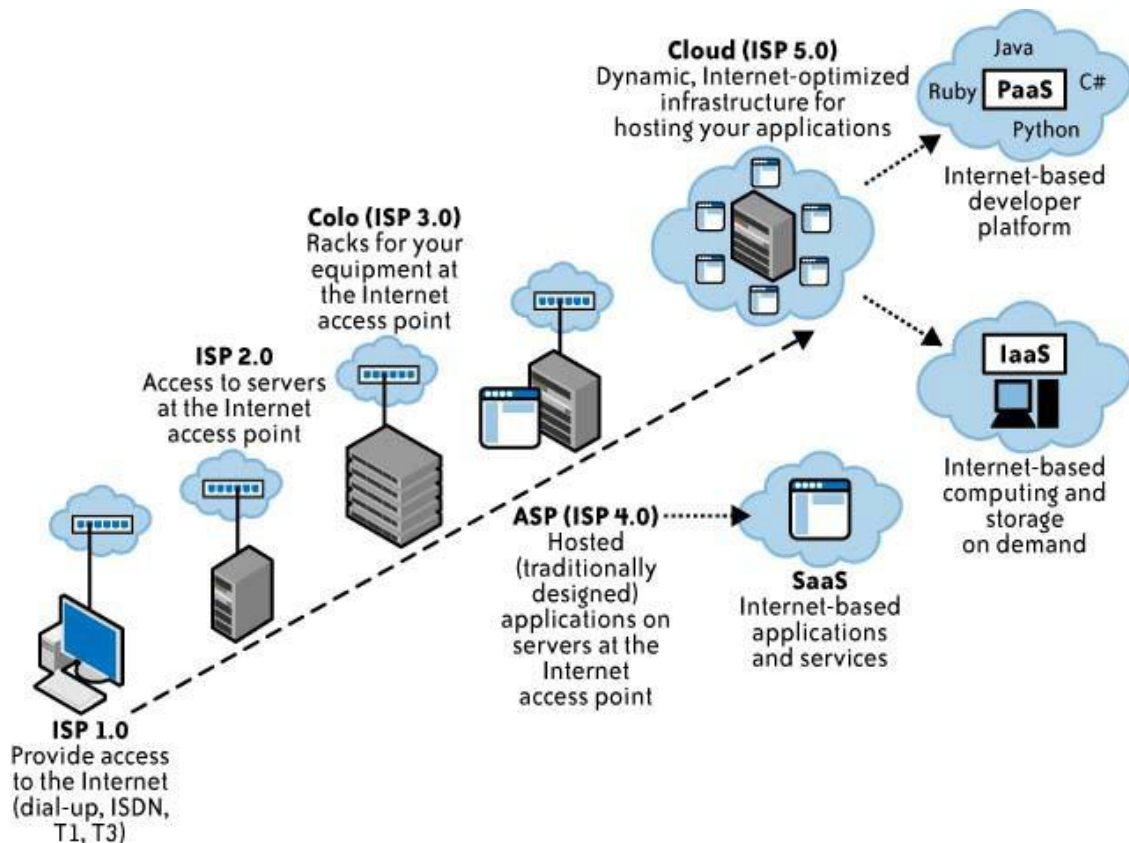 Cloud (ISP 5.0)
Dynamic, Internet-optimized
infrastructure for
hosting your applications
Java
Ruby
PaaS
C#
Python
Internet-based
developer
platform
Colo (ISP 3.0)
Racks for your
equipment at
the Internet
access point
ISP 2.0
Access to servers
at the Internet
access point
IaaS
Internet-based
computing and
storage
on demand
ASP (ISP 4.0)
Hosted
(traditionally
designed)
applications on
servers at the
Internet
access point
SaaS
Internet-based
applications
and services
ISP 1.0
Provide access
to the Internet
(dial-up, ISDN,
T1, T3)